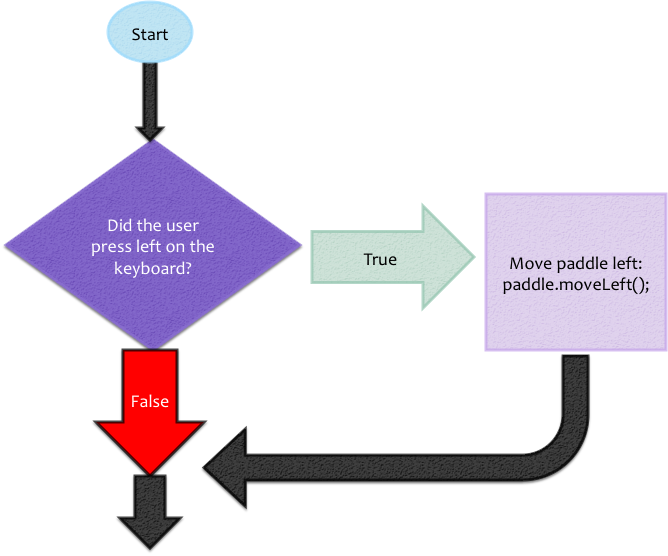 Start
Did the user
press left on the
keyboard?
True
Move paddle left:
paddle.moveLeft();
False